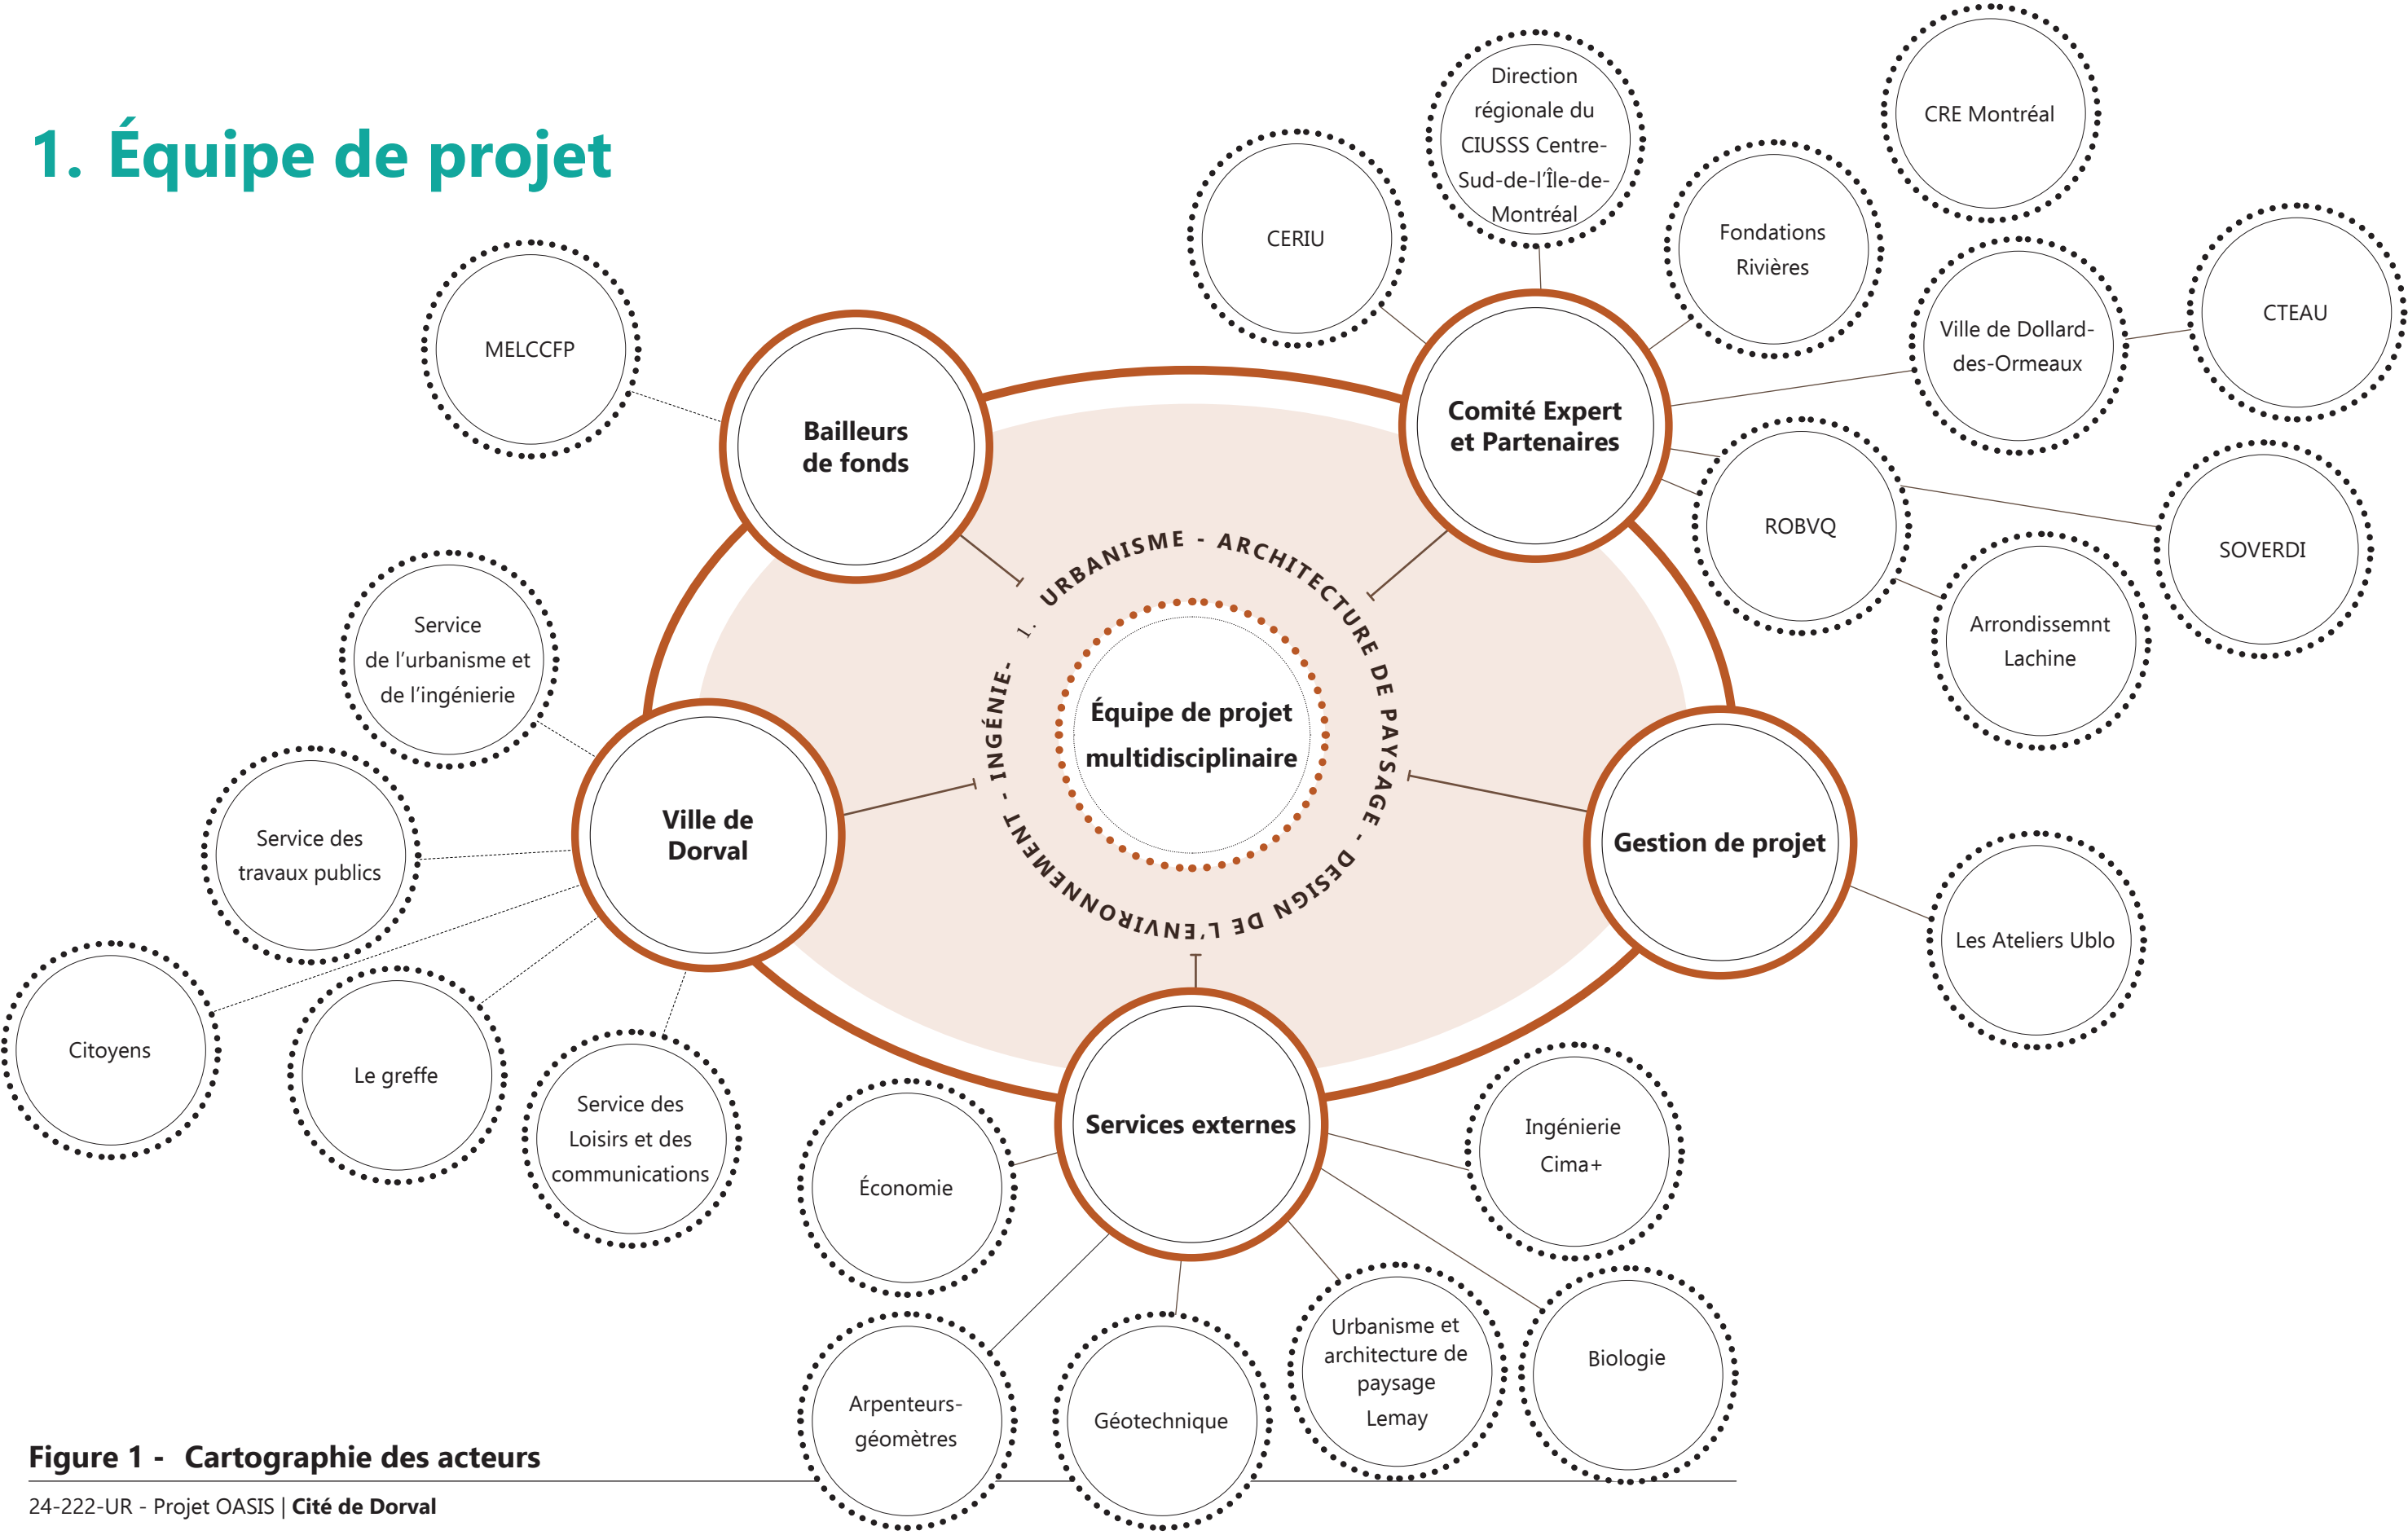 1. Équipe de projet
Direction
régionale du
CIUSSS Centre-
Sud-de-l'Île-de-
Montréal
CRE Montréal
CERIU
Fondations
Rivières
CTEAU
Ville de Dollard-
des-Ormeaux
MELCCFP
Bailleurs
de fonds
Comité Expert
et Partenaires
ROBVQ
SOVERDI
Arrondissemnt
Lachine
1. URBANISME - ARCHITECTURE DE PAYSAGE - DESIGN DE L'ENVIRONNEMENT - INGÉNIE-
Équipe de projet
multidisciplinaire
Service
de l'urbanisme et
de l'ingénierie
Service des
travaux publics
Ville de
Dorval
Gestion de projet
Les Ateliers Ublo
Citoyens
Le greffe
Service des
Loisirs et des
communications
Services externes
Économie
Ingénierie
Cima+
Arpenteurs-
géomètres
Géotechnique
Urbanisme et
architecture de
paysage
Lemay
Biologie
Figure 1 - Cartographie des acteurs
24-222-UR - Projet OASIS | Cité de Dorval